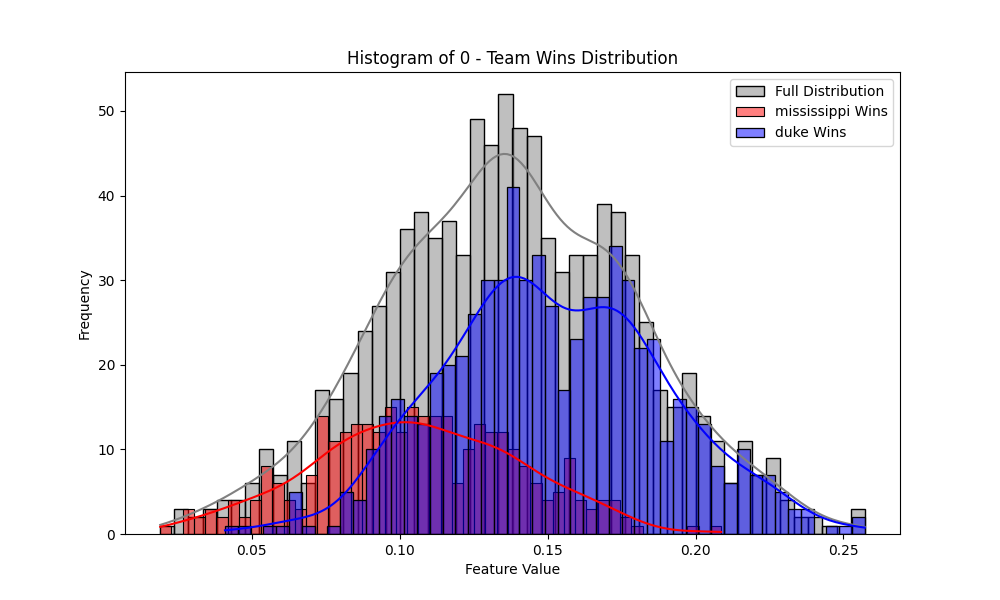 Histogram of 0 - Team Wins Distribution
Full Distribution
mississippi Wins
duke Wins
Frequency
50
40
30
20
10
0
0.05 0.10 0.15 0.20 0.25
Feature Value